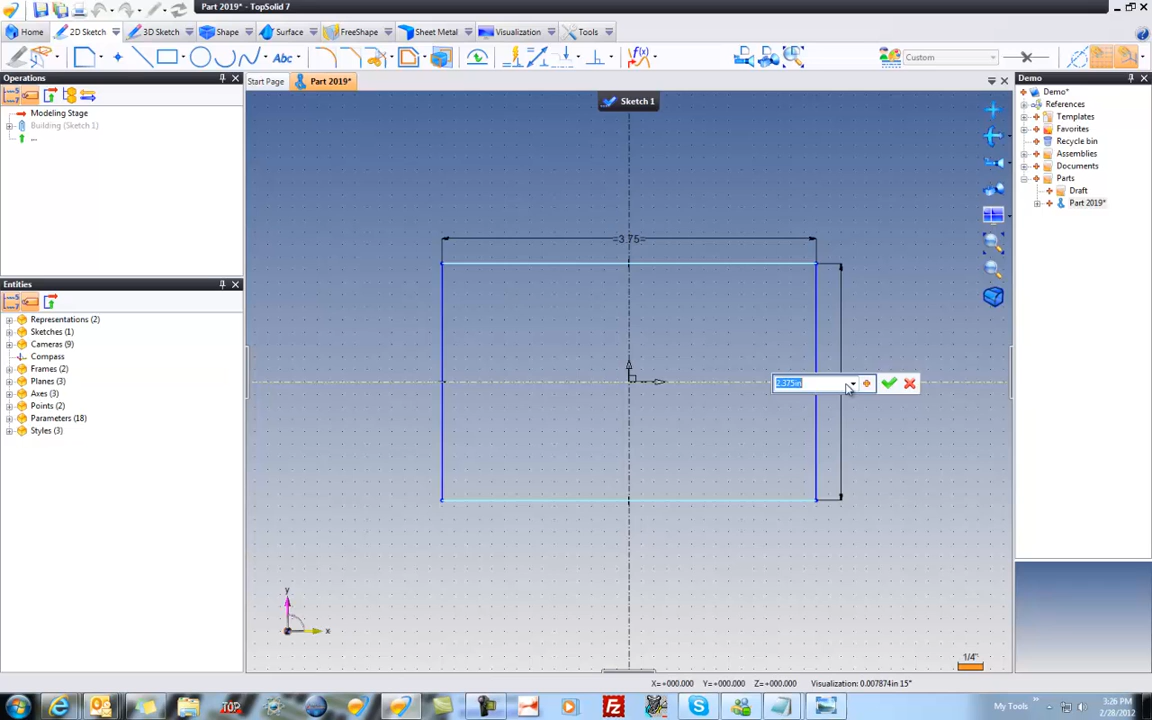 Part 2019* - TopSolid 7
Home 2D Sketch 3D Sketch Shape Surface FreeShape Sheet Metal Visualization Tools
Abc f(x) Custom
Operations
Start Page Part 2019*
Demo
Sketch 1
Modeling Stage
Building (Sketch 1)
...
Demo*
References
Templates
Favorites
Recycle bin
Assemblies
Documents
Parts
Draft
Part 2019*
=3.75=
2.375in
Entities
Representations (2)
Sketches (1)
Cameras (9)
Compass
Frames (2)
Planes (3)
Axes (3)
Points (2)
Parameters (18)
Styles (3)
y
x
1/4"
X=+000.000 Y=+000.000 Z=+000.000 Visualization: 0.007874in 15°
TOP
My Tools
3:26 PM
2/28/2012